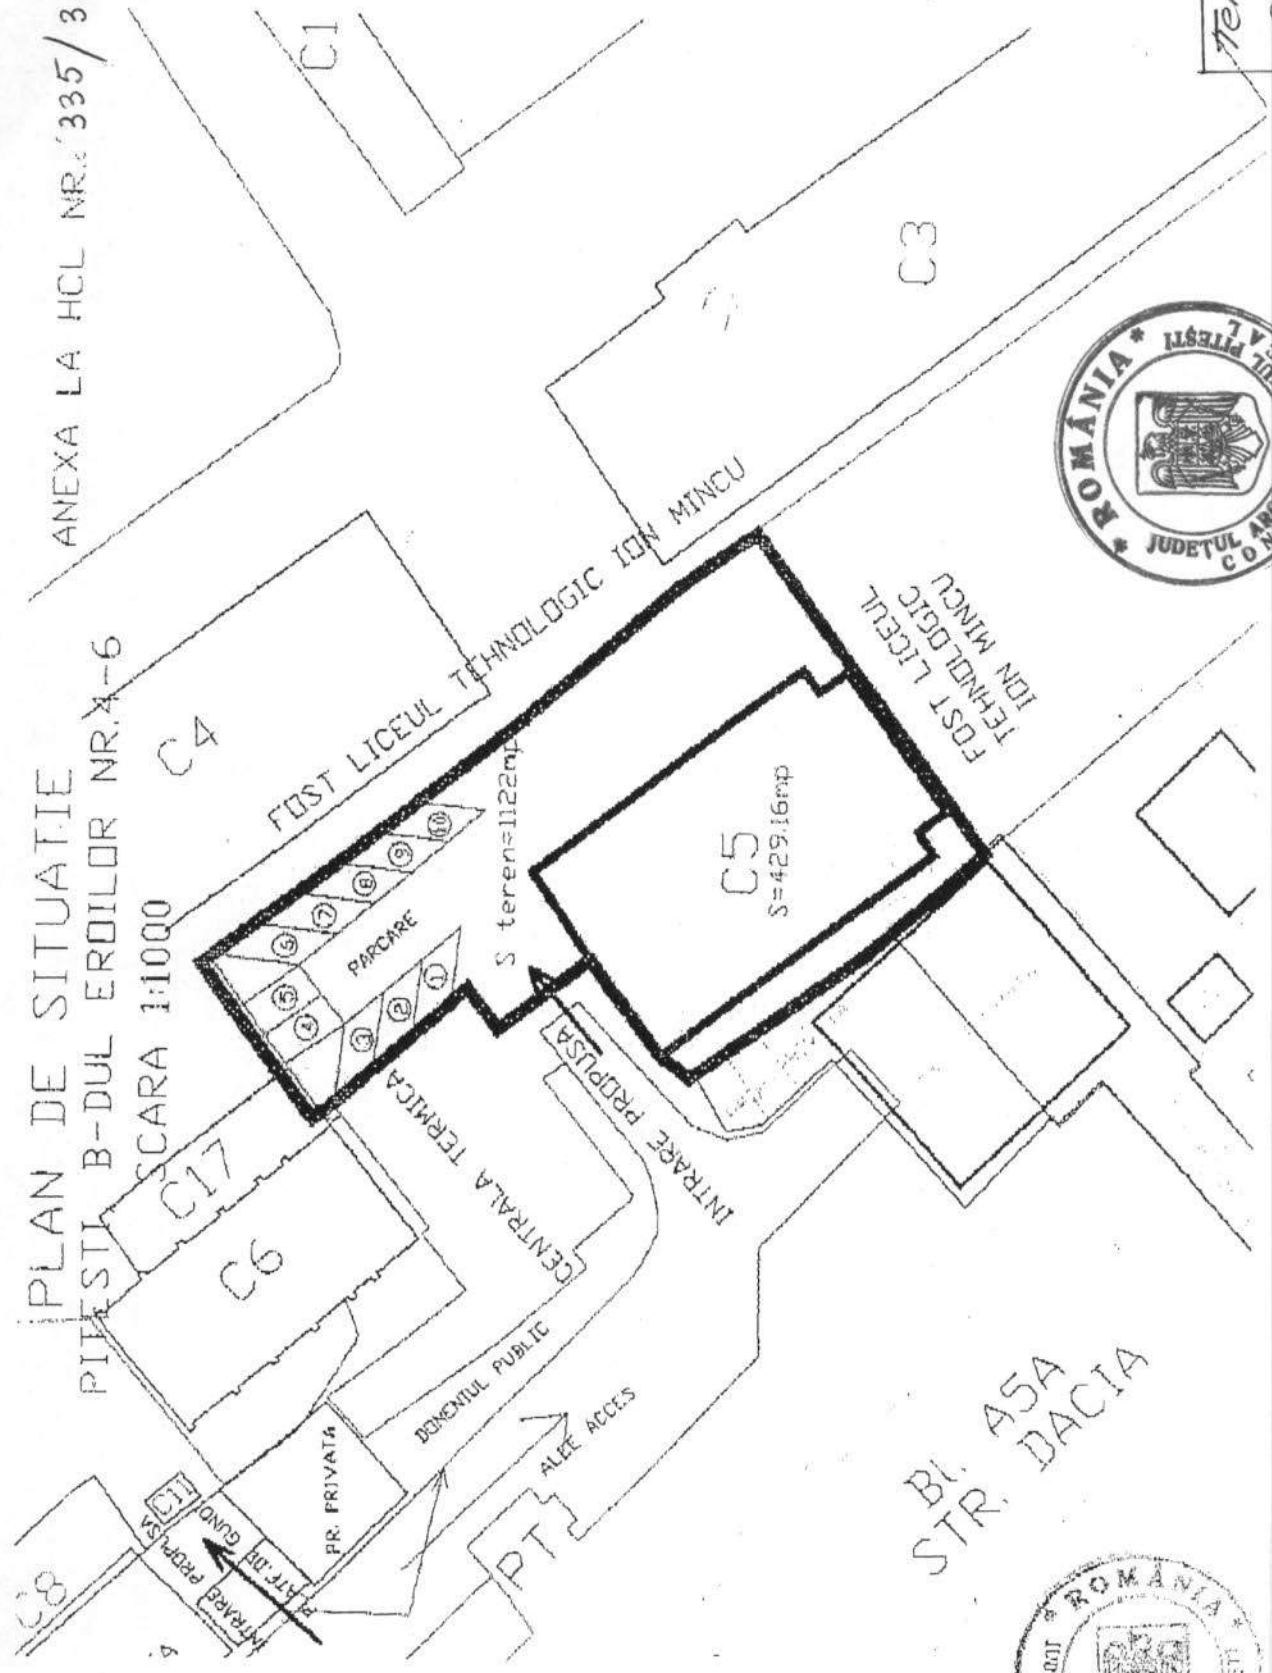 ANEXA LA HCL NR. 335/3
PLAN DE SITUATIE
PITESTI B-DUL EROILOR NR.4-6
SCARA 1:1000
C1
C3
C4
FOST LICEUL TEHNOLOGIC ION MINCU
FOST LICEUL
TEHNOLOGIC
ION MINCU
S teren=1122mp
C5
S=429.16mp
PARCARE
1
2
3
4
5
6
7
8
9
10
C17
C6
CENTRALA TERMICA
INTRARE PROPUSA
DOMENIUL PUBLIC
ALEE ACCES
PR. PRIVATA
C11
INTRARE PROPUSA
PLATF.DE GUNOI
C8
PT
Bl. A5A
STR. DACIA
* ROMÂNIA *
JUDETUL
PITEŞTI
* ROMÂNIA *